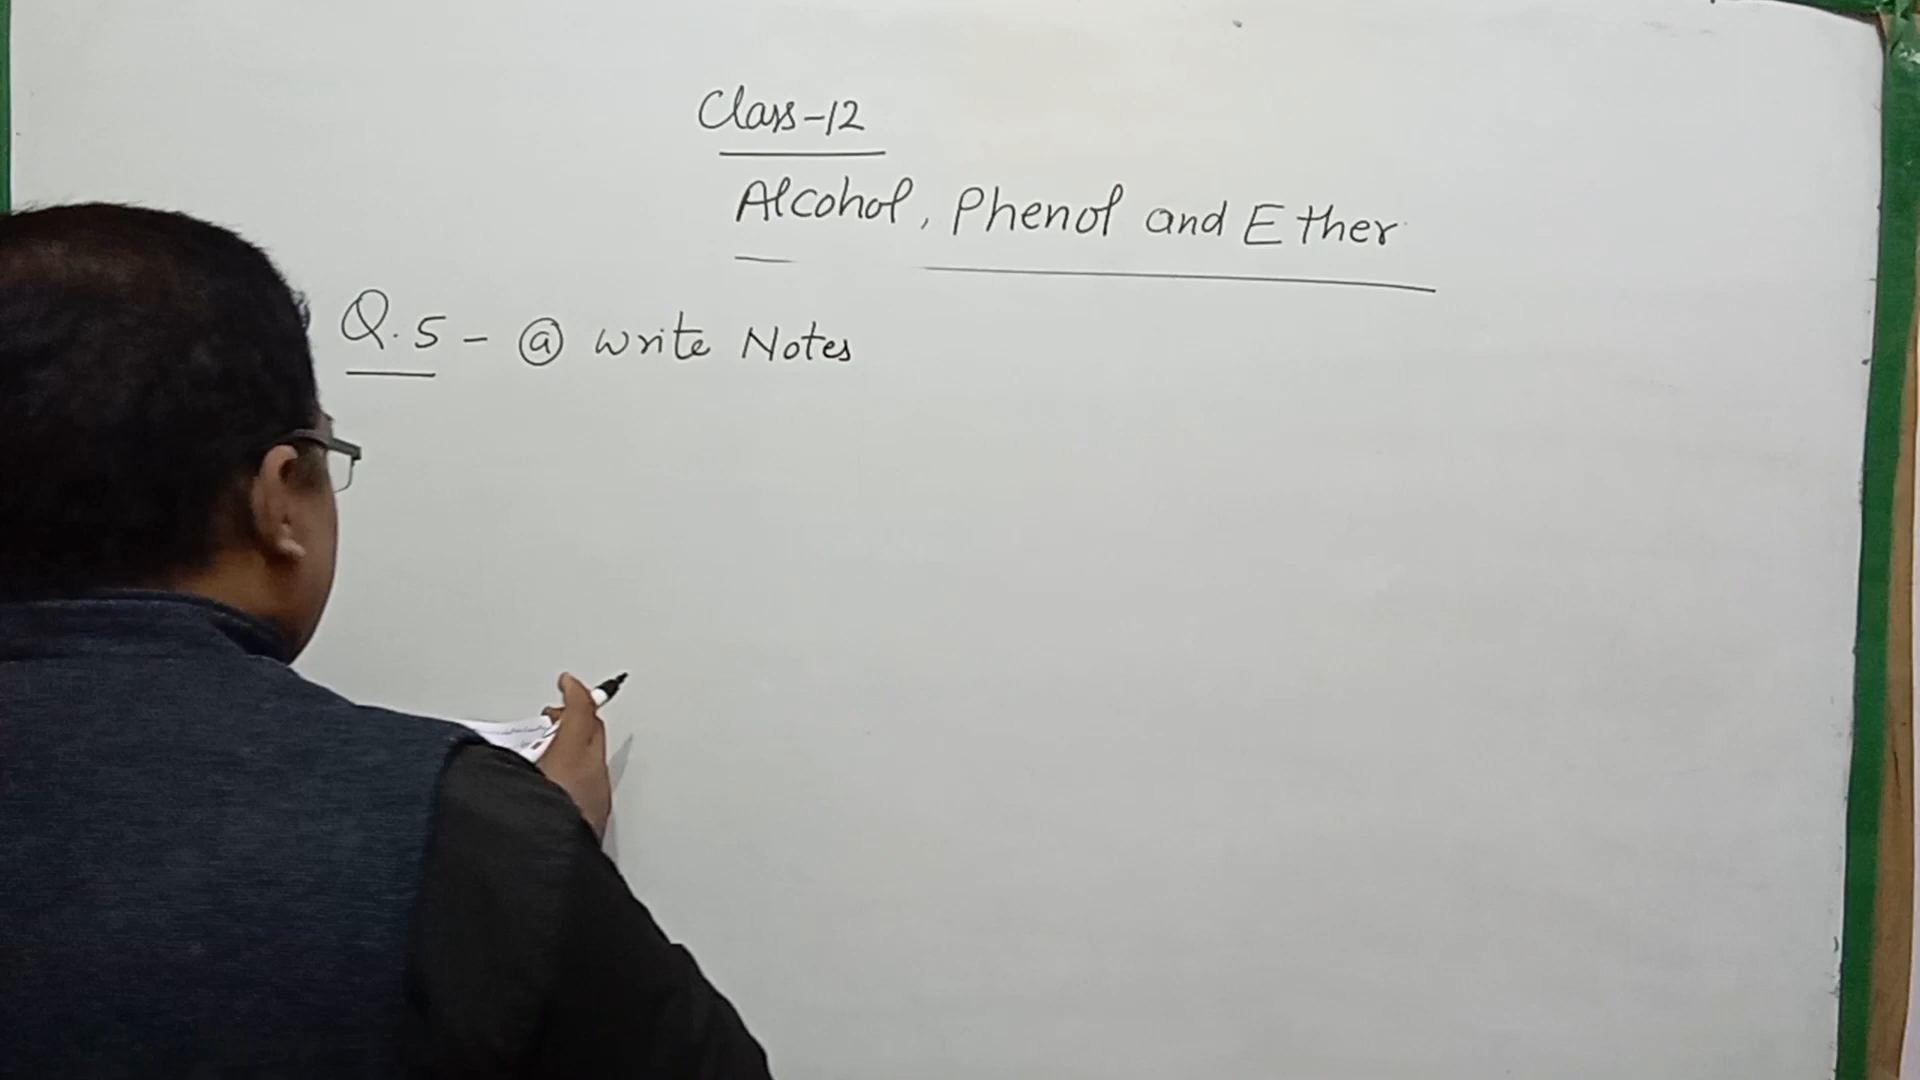 Class-12
Alcohol, Phenol and Ether
Q.5 - ⓐ write Notes